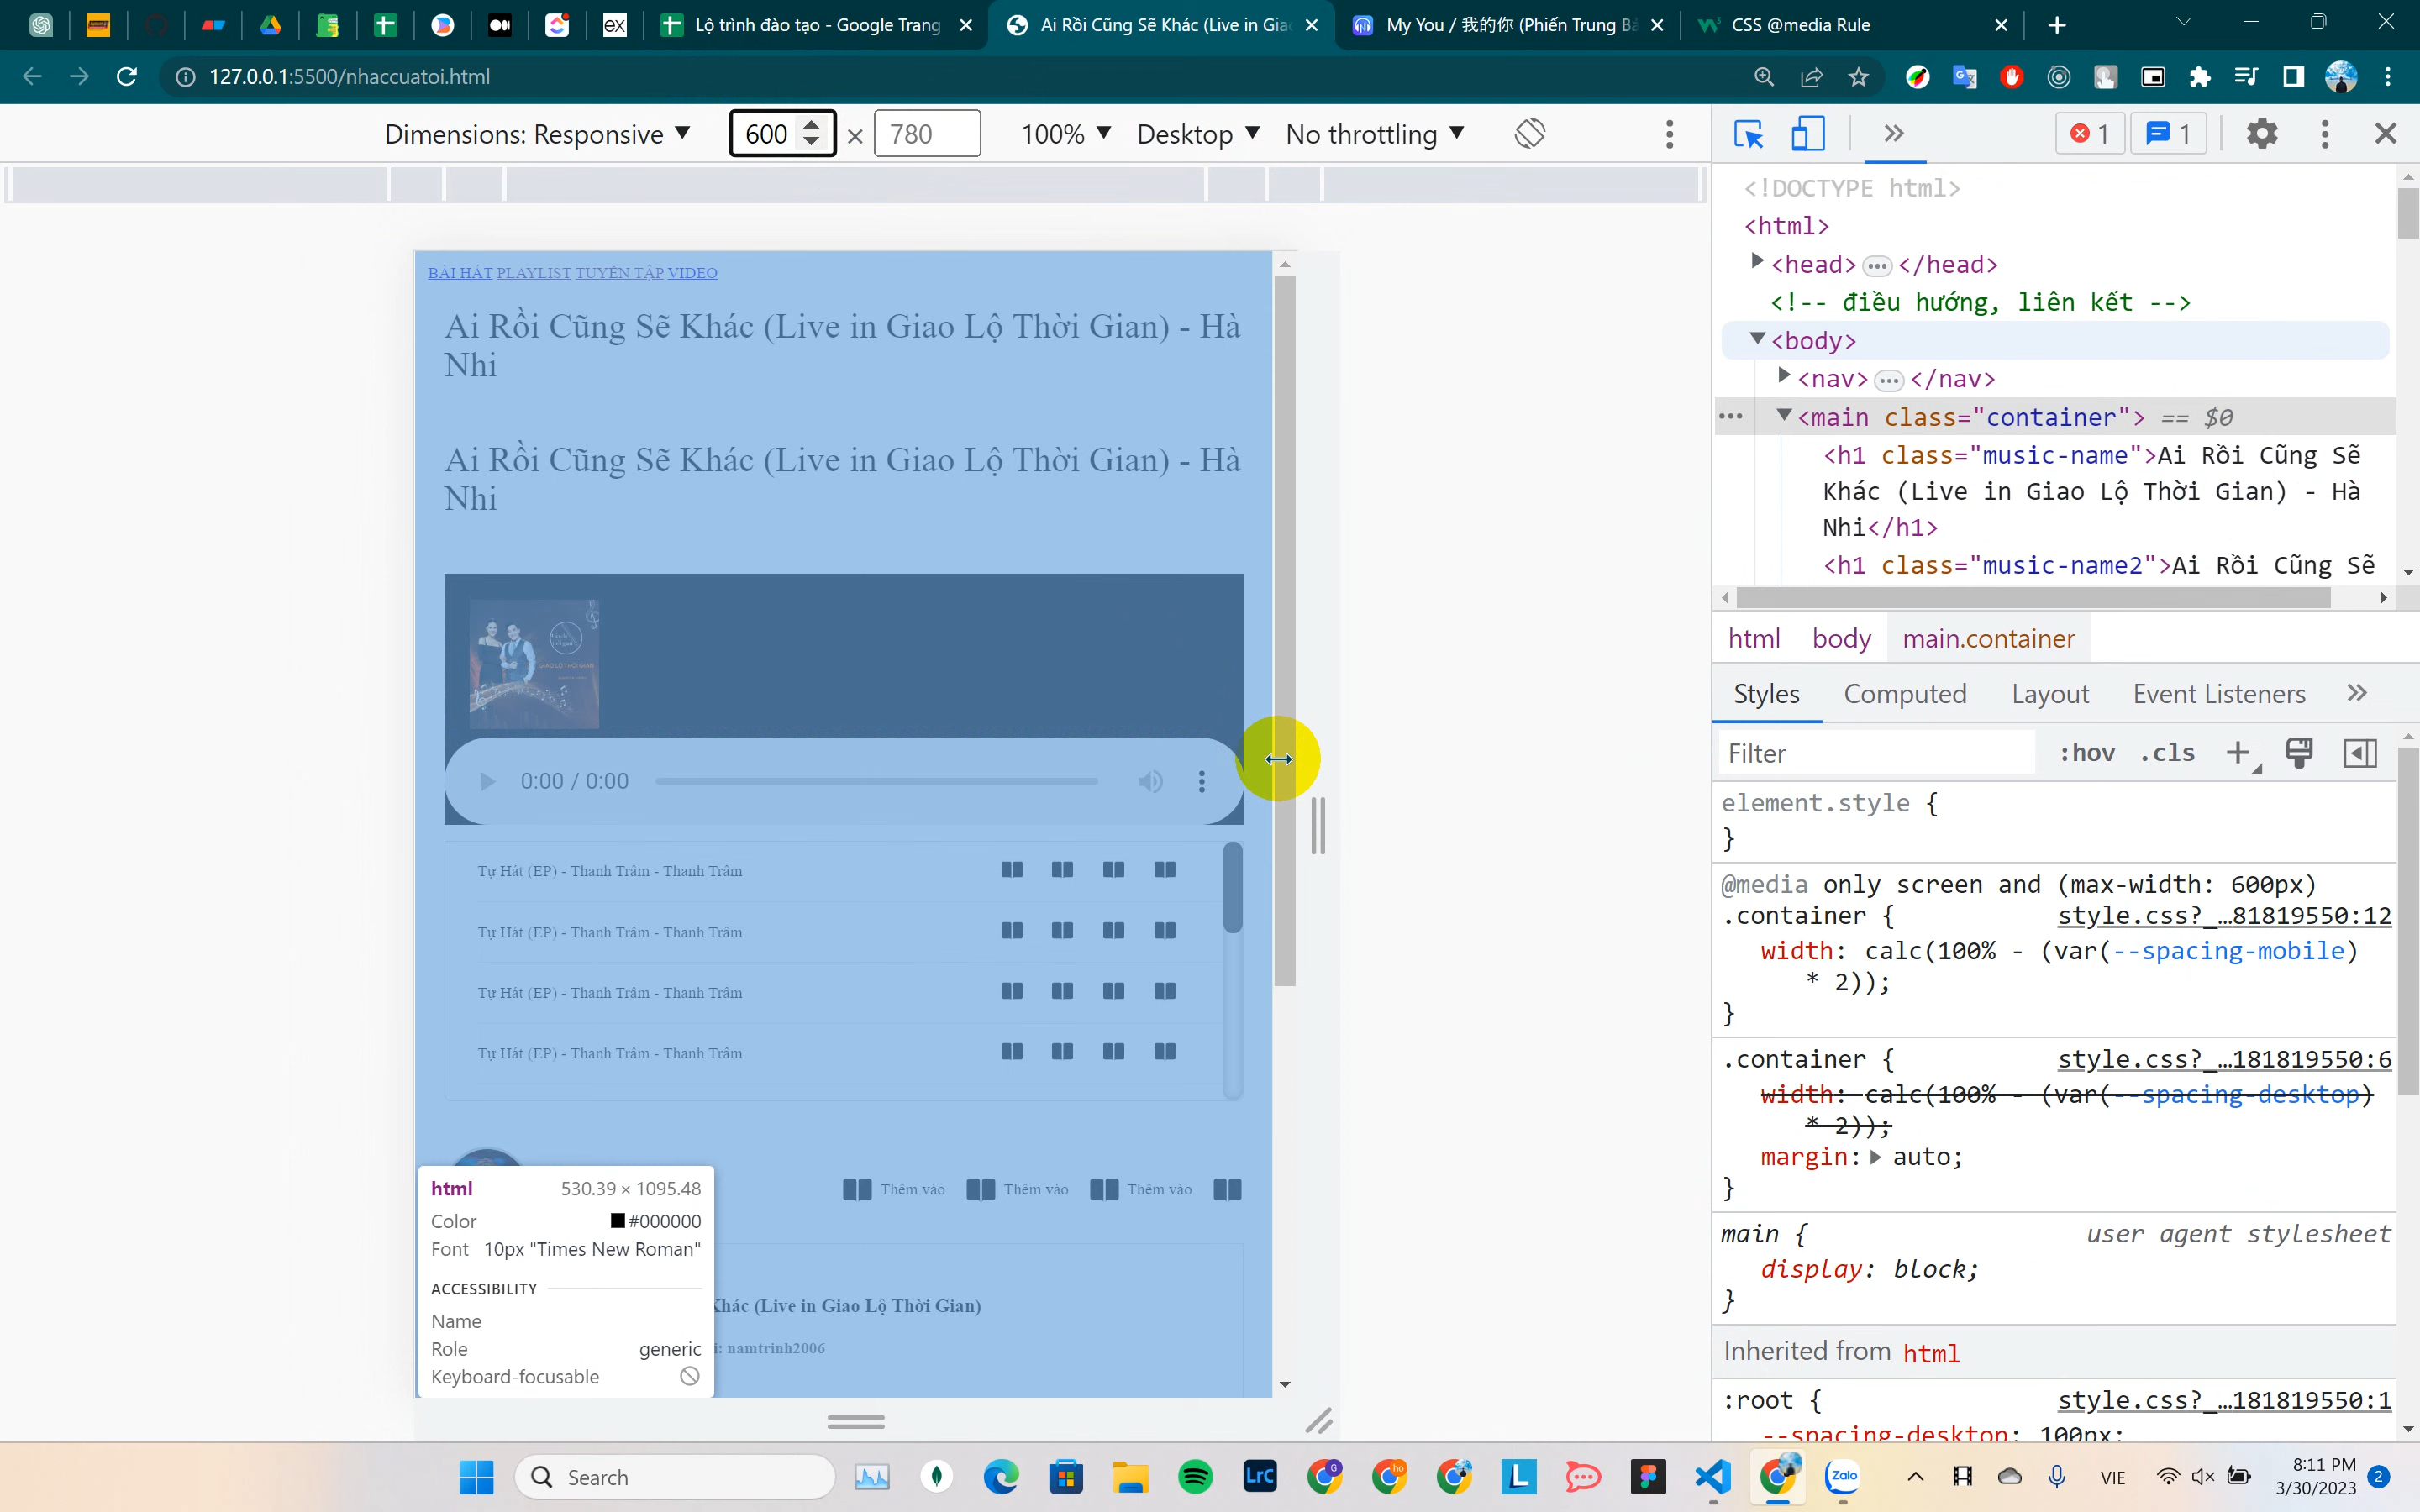 Lộ trình đào tạo - Google Trang
Ai Rồi Cũng Sẽ Khác (Live in Giao
My You / 我的你 (Phiến Trung Bả
CSS @media Rule
127.0.0.1:5500/nhaccuatoi.html
Dimensions: Responsive
600
×
780
100%
Desktop
No throttling
1
1
BÀI HÁT PLAYLIST TUYỂN TẬP VIDEO
Ai Rồi Cũng Sẽ Khác (Live in Giao Lộ Thời Gian) - Hà
Nhi
Ai Rồi Cũng Sẽ Khác (Live in Giao Lộ Thời Gian) - Hà
Nhi
GIAO LỘ THỜI GIAN
0:00 / 0:00
Tự Hát (EP) - Thanh Trâm - Thanh Trâm
Tự Hát (EP) - Thanh Trâm - Thanh Trâm
Tự Hát (EP) - Thanh Trâm - Thanh Trâm
Tự Hát (EP) - Thanh Trâm - Thanh Trâm
Thêm vào
Thêm vào
Thêm vào
Khác (Live in Giao Lộ Thời Gian)
i: namtrinh2006
html
530.39 × 1095.48
Color
#000000
Font
10px "Times New Roman"
ACCESSIBILITY
Name
Role
generic
Keyboard-focusable
<!DOCTYPE html>
<html>
<head> ··· </head>
<!-- điều hướng, liên kết -->
<body>
<nav> ··· </nav>
··· <main class="container"> == $0
<h1 class="music-name">Ai Rồi Cũng Sẽ
Khác (Live in Giao Lộ Thời Gian) - Hà
Nhi</h1>
<h1 class="music-name2">Ai Rồi Cũng Sẽ
html body main.container
Styles Computed Layout Event Listeners
Filter
:hov .cls
element.style {
}
@media only screen and (max-width: 600px)
.container { style.css?_…81819550:12
width: calc(100% - (var(--spacing-mobile)
* 2));
}
.container { style.css?_…181819550:6
width: calc(100% - (var(--spacing-desktop)
* 2));
margin: auto;
}
main { user agent stylesheet
display: block;
}
Inherited from html
:root { style.css?_…181819550:1
--spacing-desktop: 100px;
Search
LrC
G
ho
L
Zalo
VIE
8:11 PM
3/30/2023
2